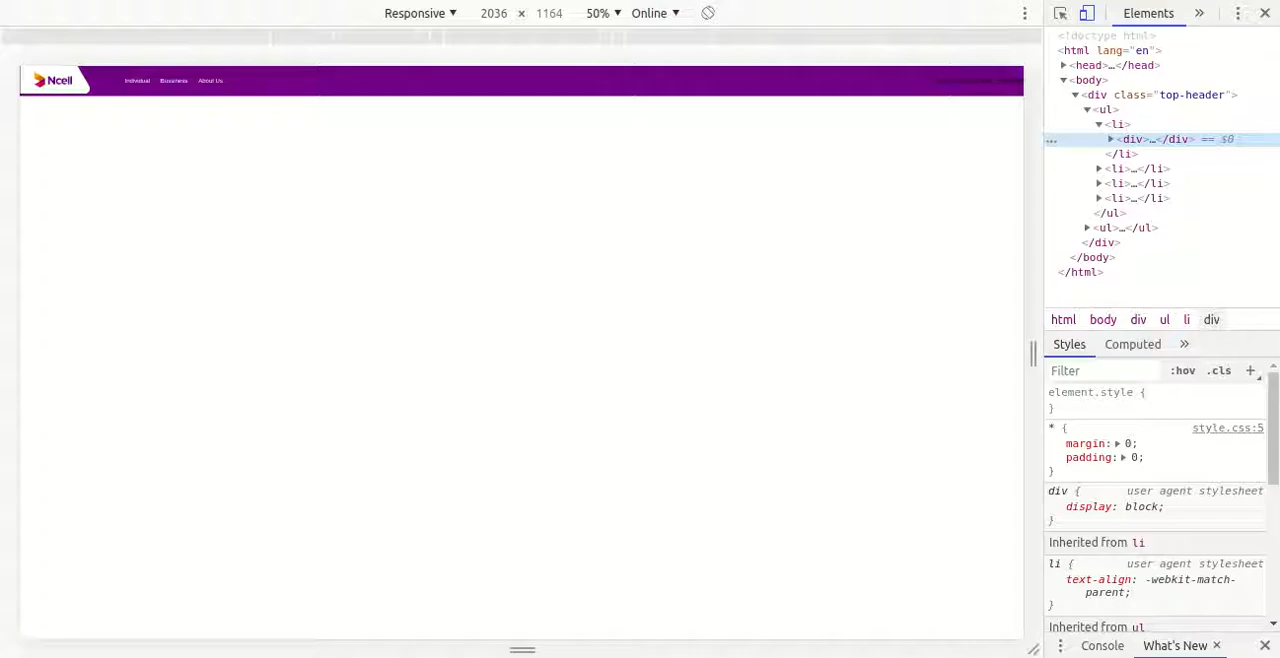 Responsive ▼ 2036 × 1164 50% ▼ Online ▼
Elements »
Ncell Individual Bussiness About Us
<!doctype html>
<html lang="en">
<head>…</head>
<body>
<div class="top-header">
<ul>
<li>
… <div>…</div> == $0
</li>
<li>…</li>
<li>…</li>
<li>…</li>
</ul>
<ul>…</ul>
</div>
</body>
</html>
html body div ul li div
Styles Computed »
Filter :hov .cls +
element.style {
}
* { style.css:5
margin: 0;
padding: 0;
}
div { user agent stylesheet
display: block;
}
Inherited from li
li { user agent stylesheet
text-align: -webkit-match-
parent;
}
Inherited from ul
Console What's New ×